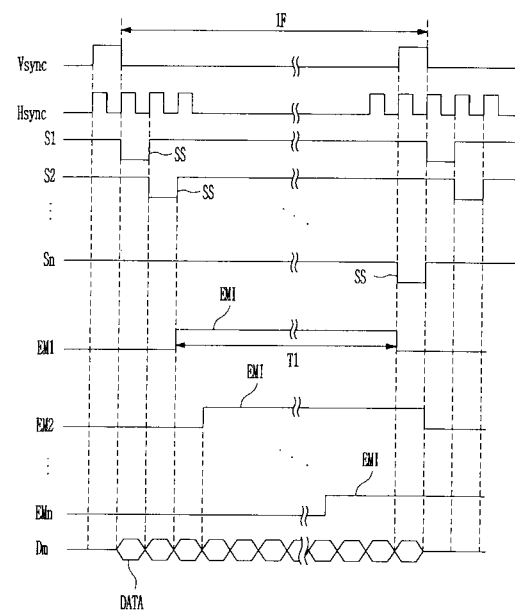 1F
Vsync
Hsync
S1
SS
S2
SS
⋮
Sn
SS
EMI
EM1
T1
EMI
EM2
⋮
EMI
EMn
Dm
DATA